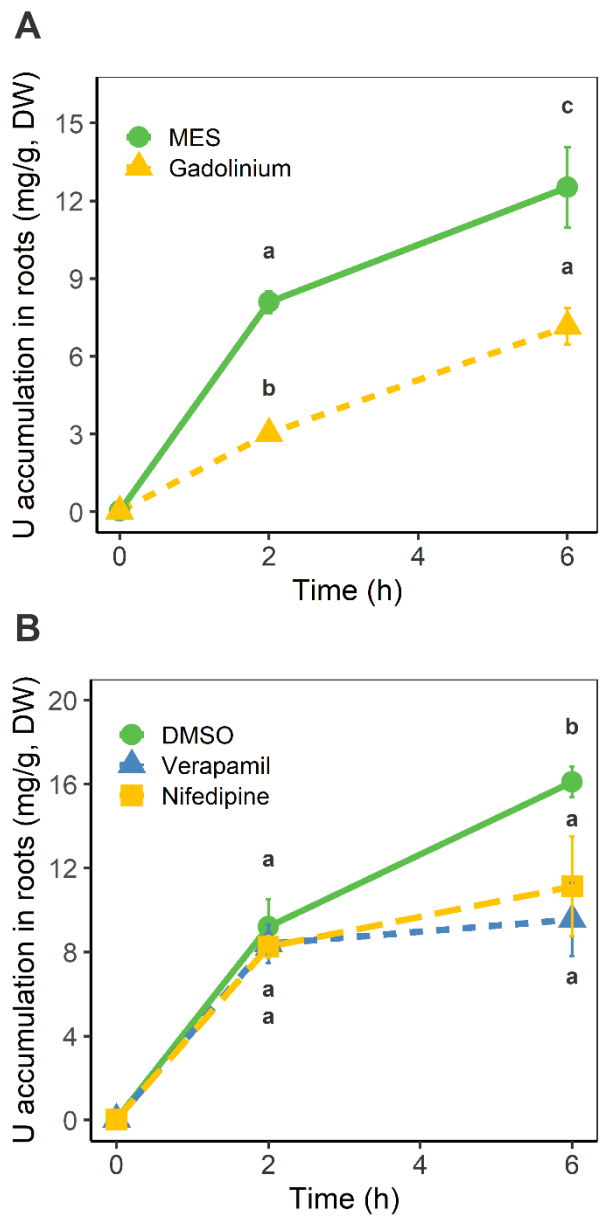 A
U accumulation in roots (mg/g, DW)
15
12
9
6
3
0
MES
Gadolinium
c
a
a
b
0
2
4
6
Time (h)
B
U accumulation in roots (mg/g, DW)
20
16
12
8
4
0
DMSO
Verapamil
Nifedipine
b
a
a
a
a
a
0
2
4
6
Time (h)